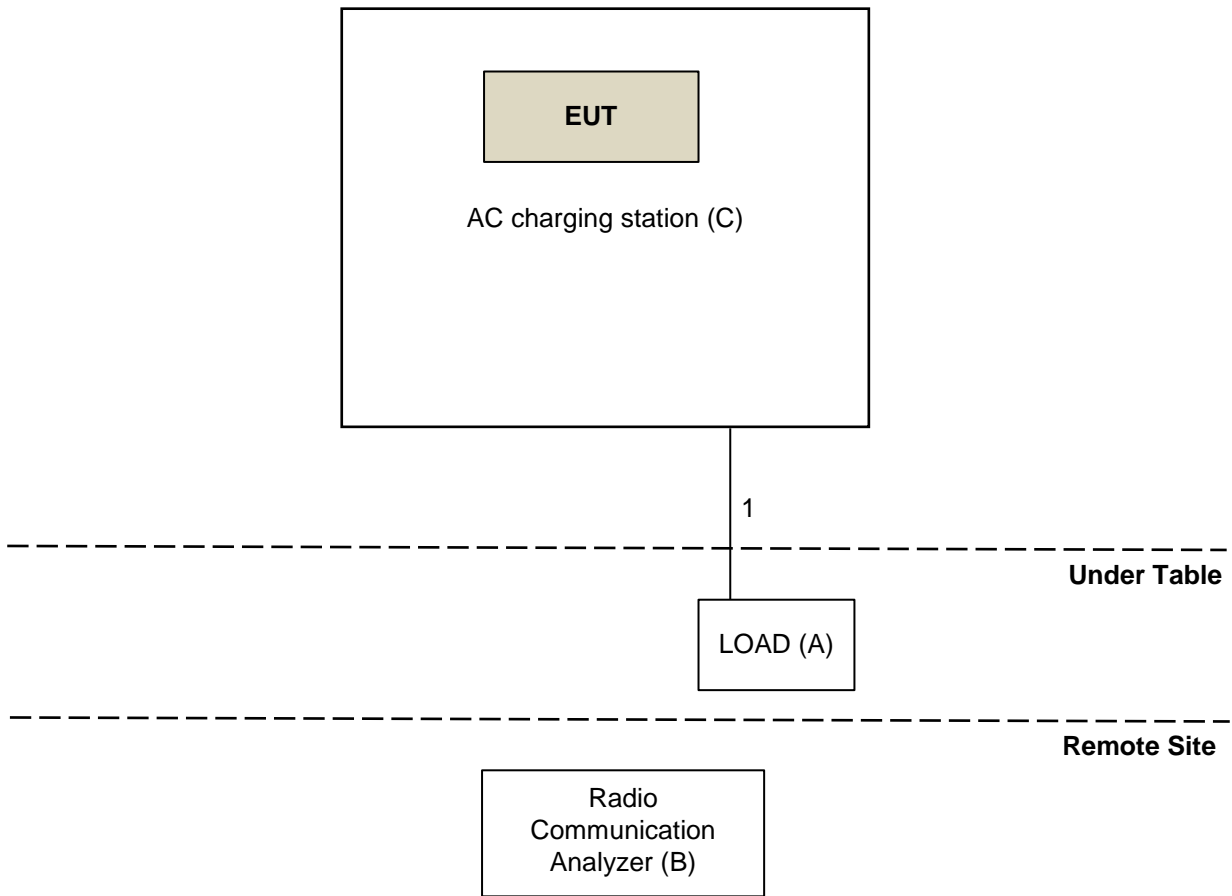 EUT
AC charging station (C)
1
Under Table
LOAD (A)
Remote Site
Radio
Communication
Analyzer (B)